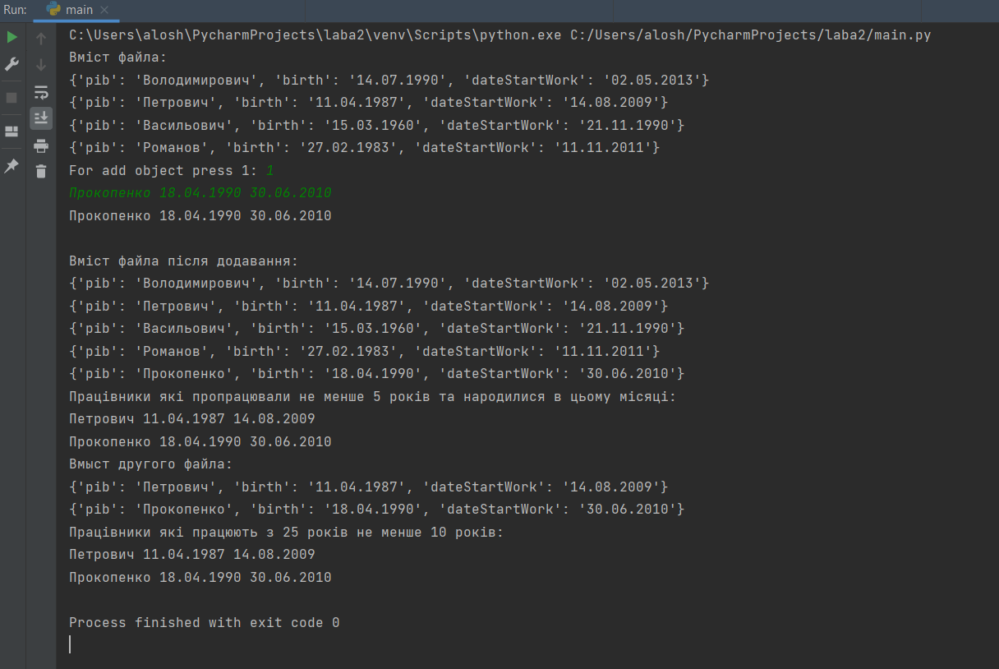 Run: main
C:\Users\alosh\PycharmProjects\laba2\venv\Scripts\python.exe C:/Users/alosh/PycharmProjects/laba2/main.py
Вміст файла:
{'pib': 'Володимирович', 'birth': '14.07.1990', 'dateStartWork': '02.05.2013'}
{'pib': 'Петрович', 'birth': '11.04.1987', 'dateStartWork': '14.08.2009'}
{'pib': 'Васильович', 'birth': '15.03.1960', 'dateStartWork': '21.11.1990'}
{'pib': 'Романов', 'birth': '27.02.1983', 'dateStartWork': '11.11.2011'}
For add object press 1: 1
Прокопенко 18.04.1990 30.06.2010
Прокопенко 18.04.1990 30.06.2010
Вміст файла після додавання:
{'pib': 'Володимирович', 'birth': '14.07.1990', 'dateStartWork': '02.05.2013'}
{'pib': 'Петрович', 'birth': '11.04.1987', 'dateStartWork': '14.08.2009'}
{'pib': 'Васильович', 'birth': '15.03.1960', 'dateStartWork': '21.11.1990'}
{'pib': 'Романов', 'birth': '27.02.1983', 'dateStartWork': '11.11.2011'}
{'pib': 'Прокопенко', 'birth': '18.04.1990', 'dateStartWork': '30.06.2010'}
Працівники які пропрацювали не менше 5 років та народилися в цьому місяці:
Петрович 11.04.1987 14.08.2009
Прокопенко 18.04.1990 30.06.2010
Вмыст другого файла:
{'pib': 'Петрович', 'birth': '11.04.1987', 'dateStartWork': '14.08.2009'}
{'pib': 'Прокопенко', 'birth': '18.04.1990', 'dateStartWork': '30.06.2010'}
Працівники які працюють з 25 років не менше 10 років:
Петрович 11.04.1987 14.08.2009
Прокопенко 18.04.1990 30.06.2010
Process finished with exit code 0